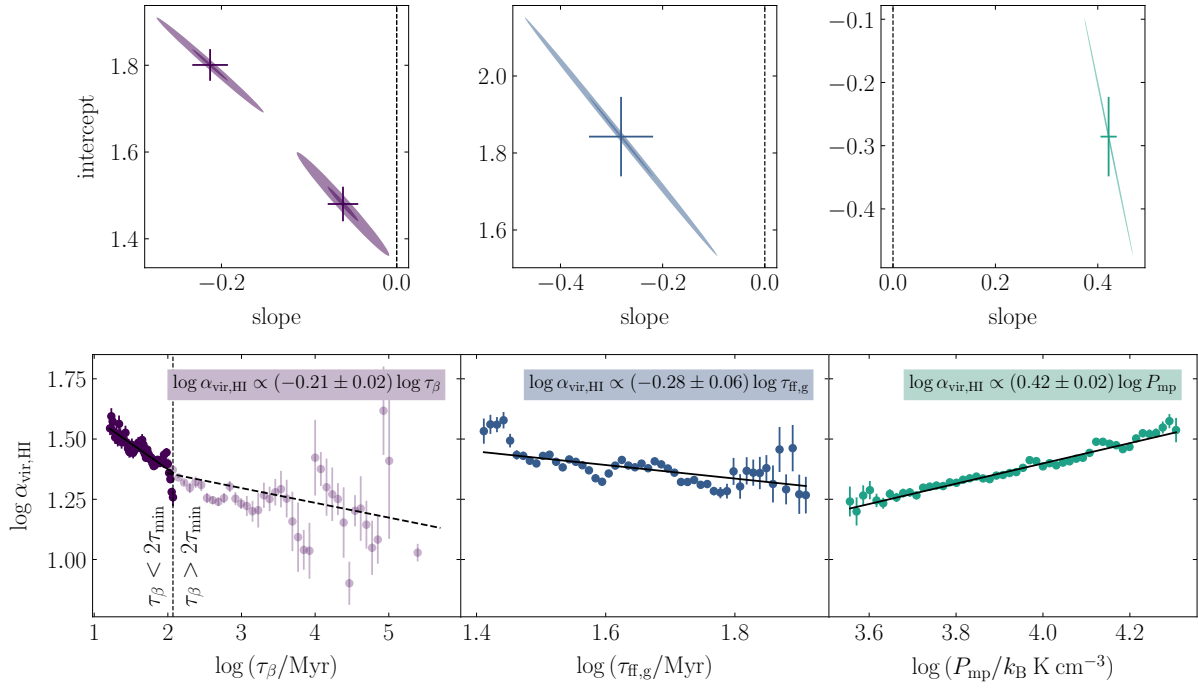 1.8
1.6
1.4
intercept
−0.2
0.0
slope
2.0
1.8
1.6
−0.4
−0.2
0.0
slope
−0.1
−0.2
−0.3
−0.4
0.0
0.2
0.4
slope
1.75
1.50
1.25
1.00
log α_vir,HI
log α_vir,HI ∝ (−0.21 ± 0.02) log τ_β
τ_β < 2τ_min
τ_β > 2τ_min
1
2
3
4
5
log (τ_β/Myr)
log α_vir,HI ∝ (−0.28 ± 0.06) log τ_ff,g
1.4
1.6
1.8
log (τ_ff,g/Myr)
log α_vir,HI ∝ (0.42 ± 0.02) log P_mp
3.6
3.8
4.0
4.2
log (P_mp/k_B K cm⁻³)